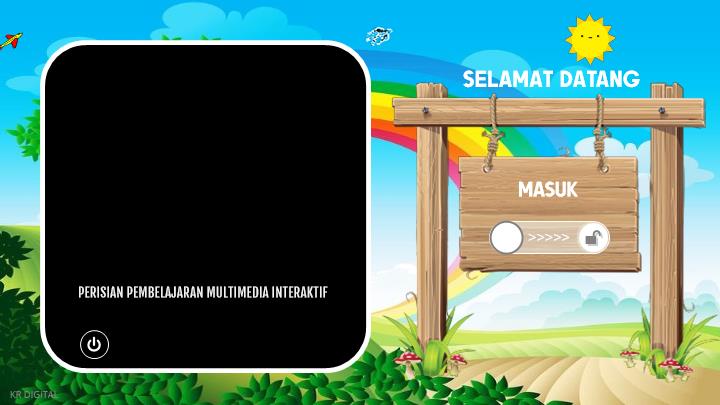 SELAMAT DATANG
MASUK
>>>>>
PERISIAN PEMBELAJARAN MULTIMEDIA INTERAKTIF
KR DIGITAL